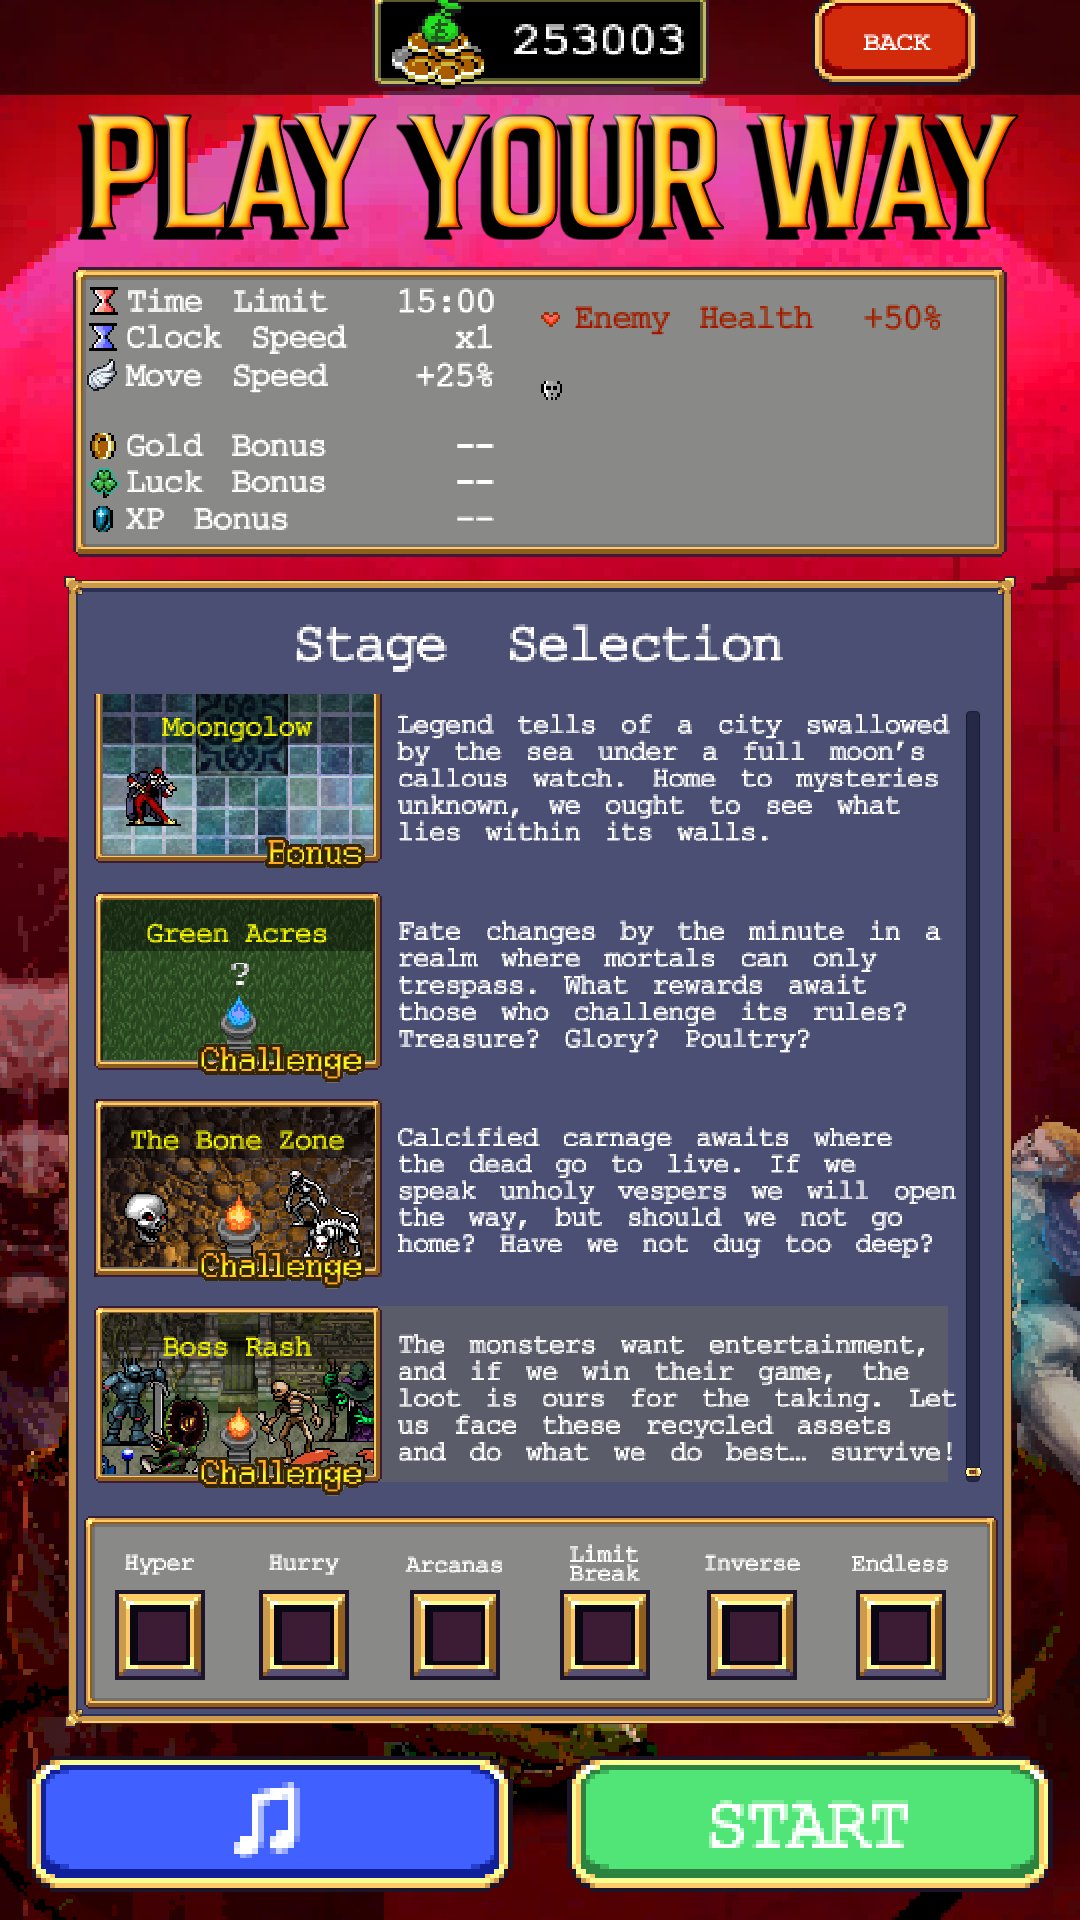 253003
BACK
PLAY YOUR WAY
Time Limit 15:00
Clock Speed x1
Move Speed +25%
Gold Bonus --
Luck Bonus --
XP Bonus --
Enemy Health +50%
Stage Selection
Moongolow
Bonus
Legend tells of a city swallowed
by the sea under a full moon's
callous watch. Home to mysteries
unknown, we ought to see what
lies within its walls.
Green Acres
?
Challenge
Fate changes by the minute in a
realm where mortals can only
trespass. What rewards await
those who challenge its rules?
Treasure? Glory? Poultry?
The Bone Zone
Challenge
Calcified carnage awaits where
the dead go to live. If we
speak unholy vespers we will open
the way, but should we not go
home? Have we not dug too deep?
Boss Rash
Challenge
The monsters want entertainment,
and if we win their game, the
loot is ours for the taking. Let
us face these recycled assets
and do what we do best… survive!
Hyper
Hurry
Arcanas
Limit
Break
Inverse
Endless
START